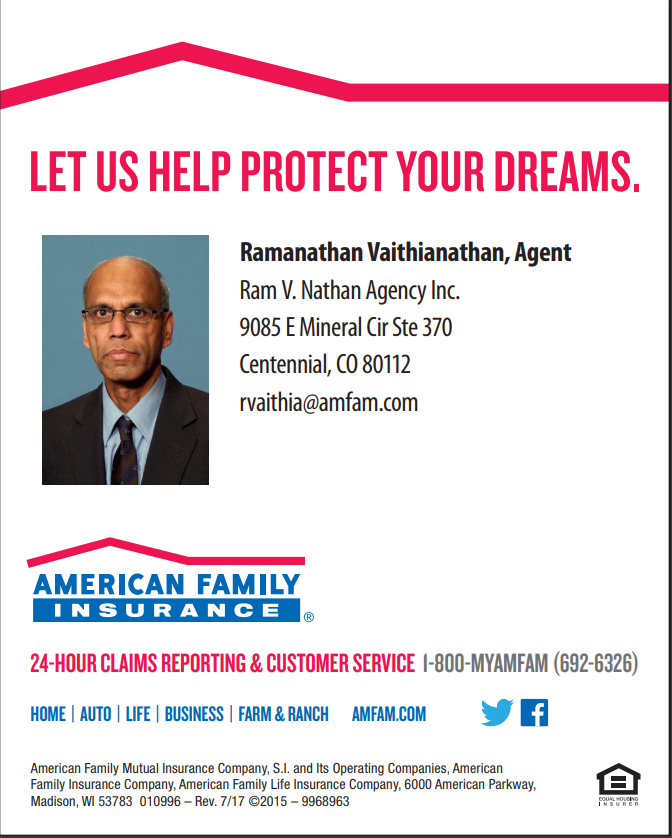 LET US HELP PROTECT YOUR DREAMS.
Ramanathan Vaithianathan, Agent
Ram V. Nathan Agency Inc.
9085 E Mineral Cir Ste 370
Centennial, CO 80112
rvaithia@amfam.com
AMERICAN FAMILY
INSURANCE ®
24-HOUR CLAIMS REPORTING & CUSTOMER SERVICE 1-800-MYAMFAM (692-6326)
HOME | AUTO | LIFE | BUSINESS | FARM & RANCH AMFAM.COM
American Family Mutual Insurance Company, S.I. and Its Operating Companies, American
Family Insurance Company, American Family Life Insurance Company, 6000 American Parkway,
Madison, WI 53783 010996 – Rev. 7/17 ©2015 – 9968963
EQUAL HOUSING
INSURER